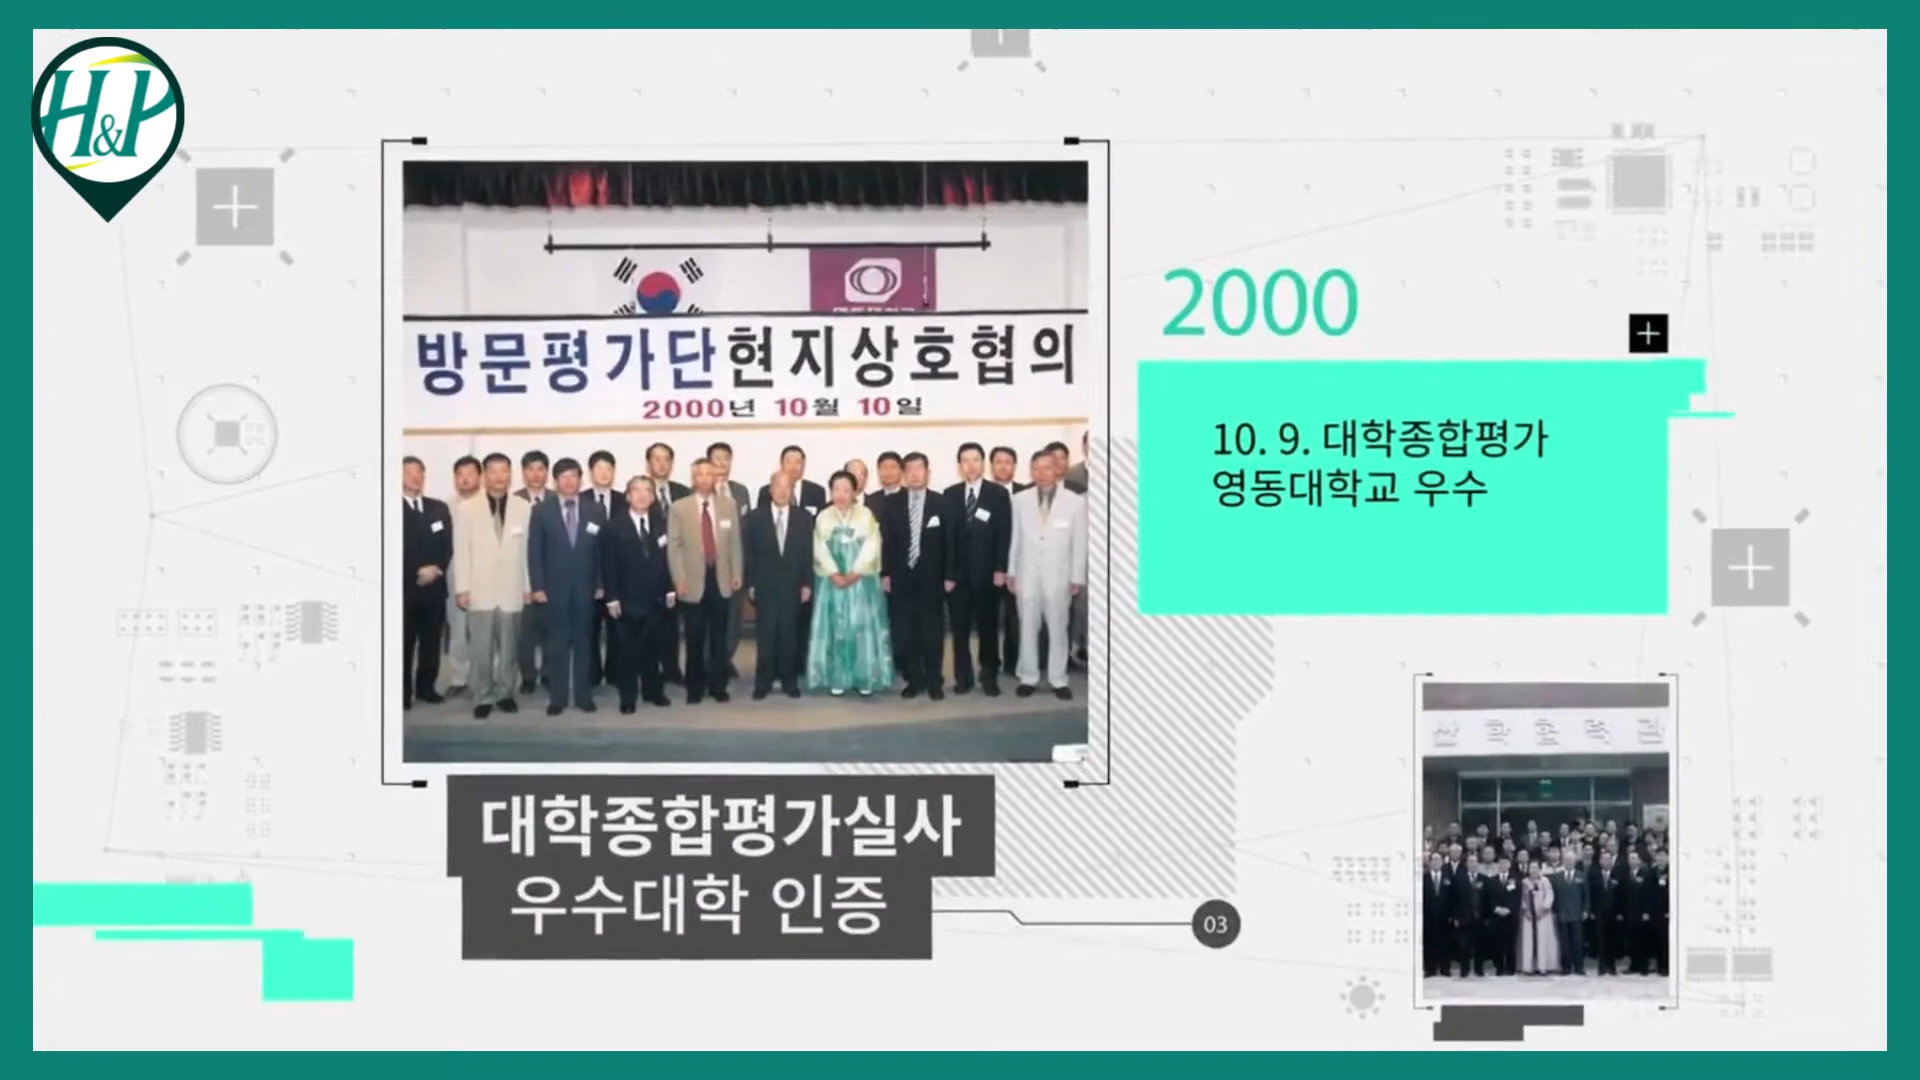 H&P
방문평가단현지상호협의
2000년 10월 10일
2000
10. 9. 대학종합평가
영동대학교 우수
대학종합평가실사
우수대학 인증
03